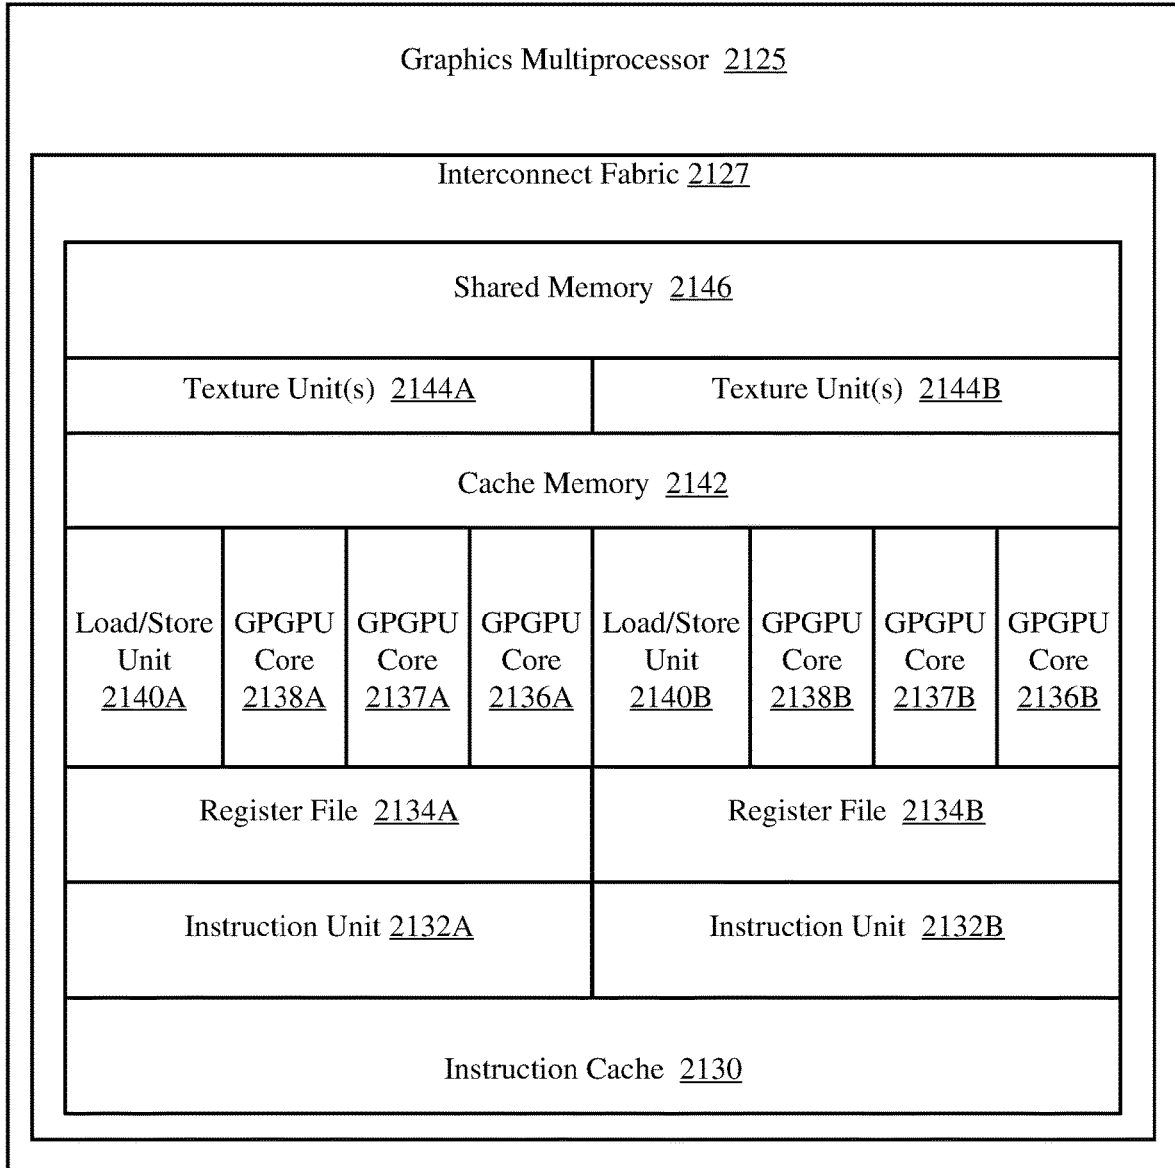 Graphics Multiprocessor 2125
Interconnect Fabric 2127
Shared Memory 2146
Texture Unit(s) 2144A
Texture Unit(s) 2144B
Cache Memory 2142
Load/Store
Unit
2140A
GPGPU
Core
2138A
GPGPU
Core
2137A
GPGPU
Core
2136A
Load/Store
Unit
2140B
GPGPU
Core
2138B
GPGPU
Core
2137B
GPGPU
Core
2136B
Register File 2134A
Register File 2134B
Instruction Unit 2132A
Instruction Unit 2132B
Instruction Cache 2130